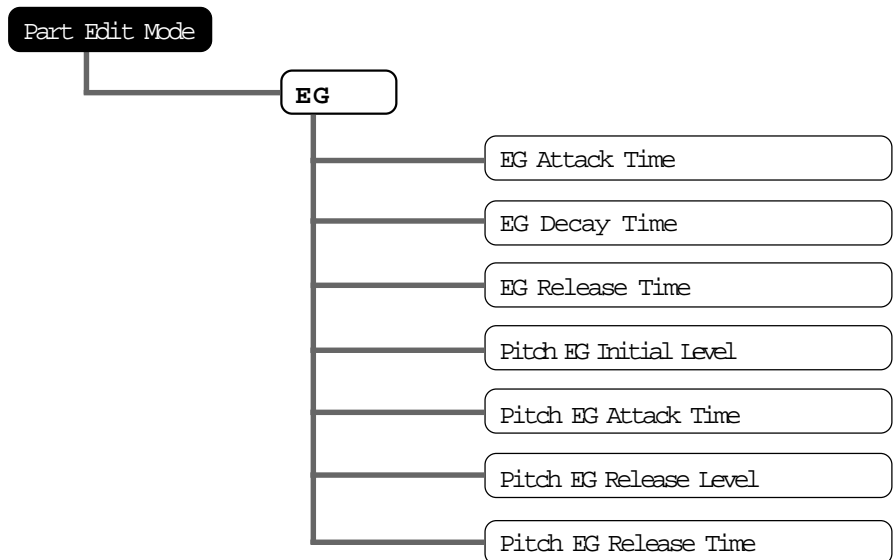 Part Edit Mode
EG
EG Attack Time
EG Decay Time
EG Release Time
Pitch EG Initial Level
Pitch EG Attack Time
Pitch EG Release Level
Pitch EG Release Time